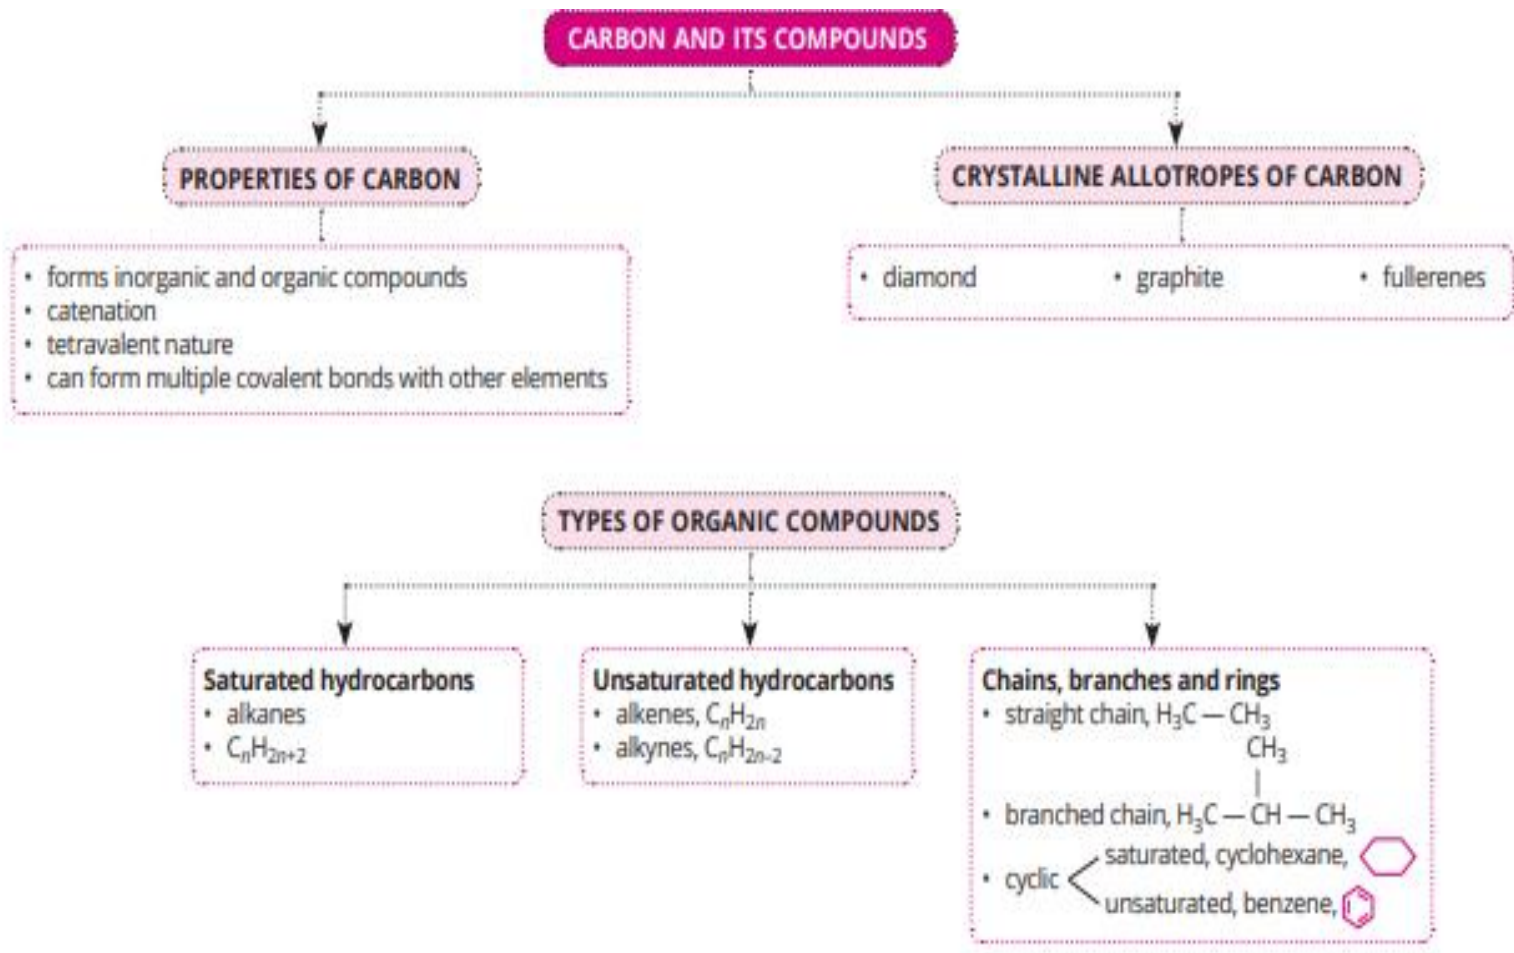 CARBON AND ITS COMPOUNDS
PROPERTIES OF CARBON
• forms inorganic and organic compounds
• catenation
• tetravalent nature
• can form multiple covalent bonds with other elements
CRYSTALLINE ALLOTROPES OF CARBON
• diamond • graphite • fullerenes
TYPES OF ORGANIC COMPOUNDS
Saturated hydrocarbons
• alkanes
• CₙH₂ₙ₊₂
Unsaturated hydrocarbons
• alkenes, CₙH₂ₙ
• alkynes, CₙH₂ₙ₋₂
Chains, branches and rings
• straight chain, H₃C — CH₃
CH₃
|
• branched chain, H₃C — CH — CH₃
saturated, cyclohexane,
• cyclic
unsaturated, benzene,